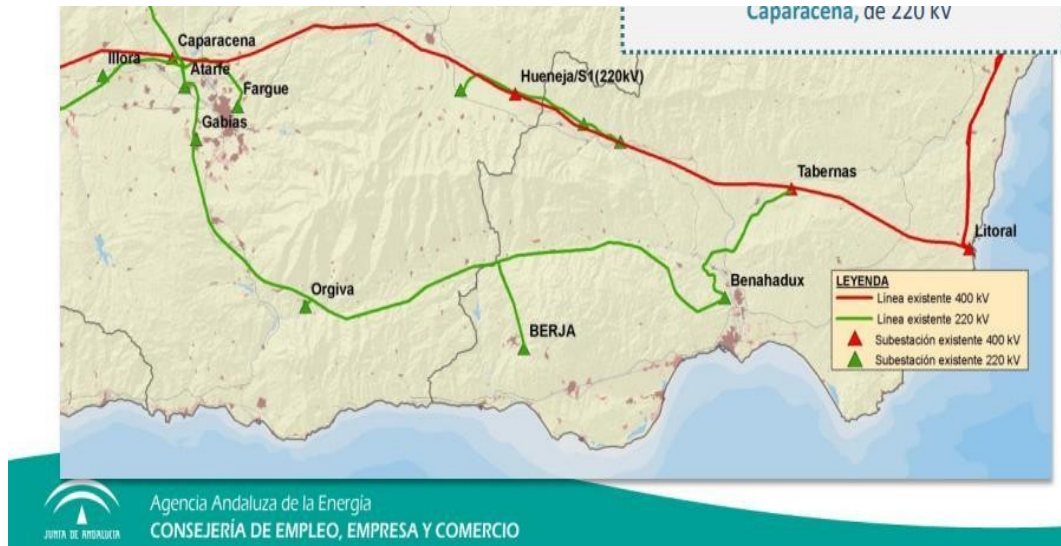 Caparacena, de 220 kV
Caparacena
Illora
Atarfe
Fargue
Gabias
Hueneja/S1(220kV)
Tabernas
Litoral
Orgiva
Benahadux
BERJA
LEYENDA
Línea existente 400 kV
Línea existente 220 kV
Subestación existente 400 kV
Subestación existente 220 kV
Agencia Andaluza de la Energía
CONSEJERÍA DE EMPLEO, EMPRESA Y COMERCIO
JUNTA DE ANDALUCIA